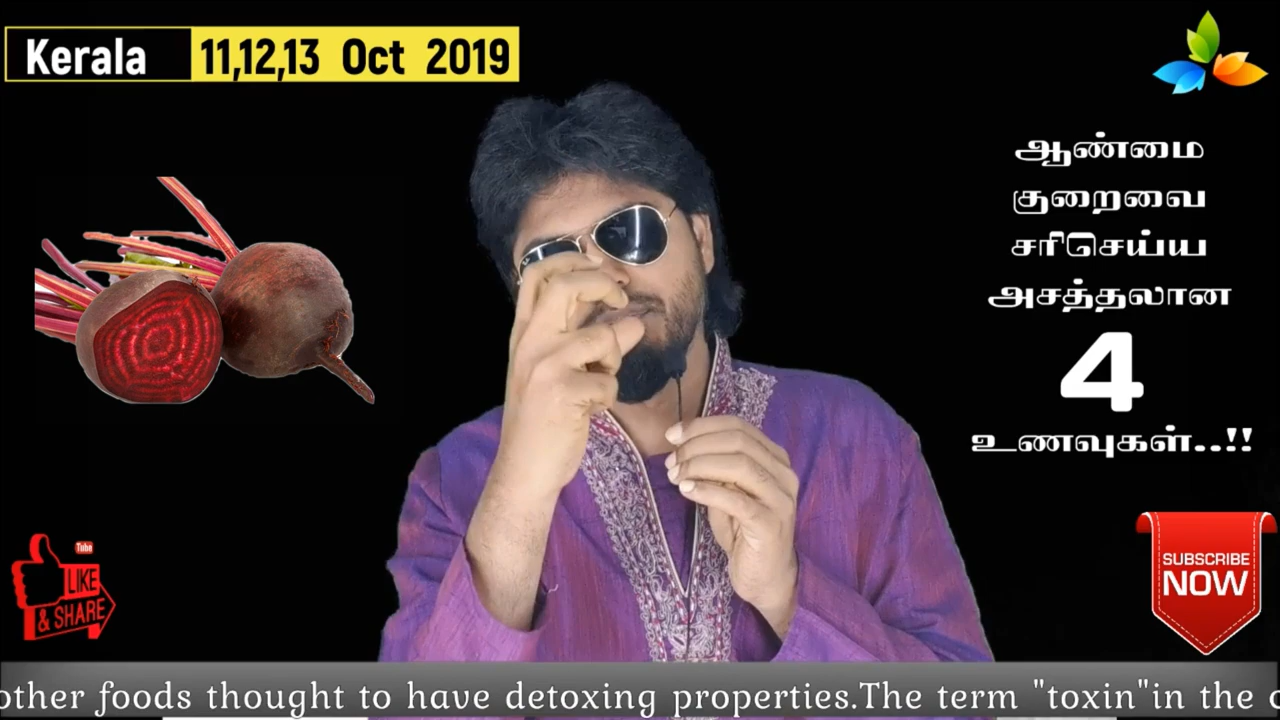 Kerala 11,12,13 Oct 2019
ஆண்மை
குறைவை
சரிசெய்ய
அசத்தலான
4
உணவுகள்..!!
Tube
LIKE
& SHARE
SUBSCRIBE
NOW
other foods thought to have detoxing properties.The term "toxin"in the